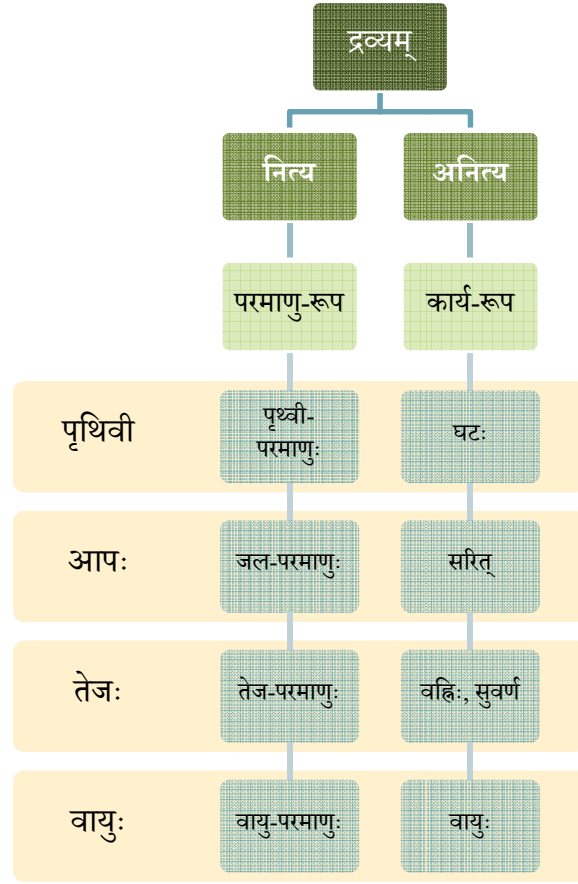 द्रव्यम्
नित्य
अनित्य
परमाणु-रूप
कार्य-रूप
पृथिवी
पृथ्वी-
परमाणुः
घटः
आपः
जल-परमाणुः
सरित्
तेजः
तेज-परमाणुः
वह्निः, सुवर्ण
वायुः
वायु-परमाणुः
वायुः